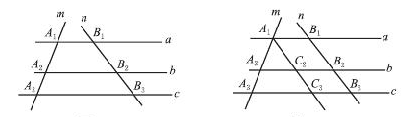 m n
A₁ B₁ a
A₂ B₂ b
A₁ B₃ c
m n
A₁ B₁ a
A₂ C₂ B₂ b
A₃ C₃ B₃ c